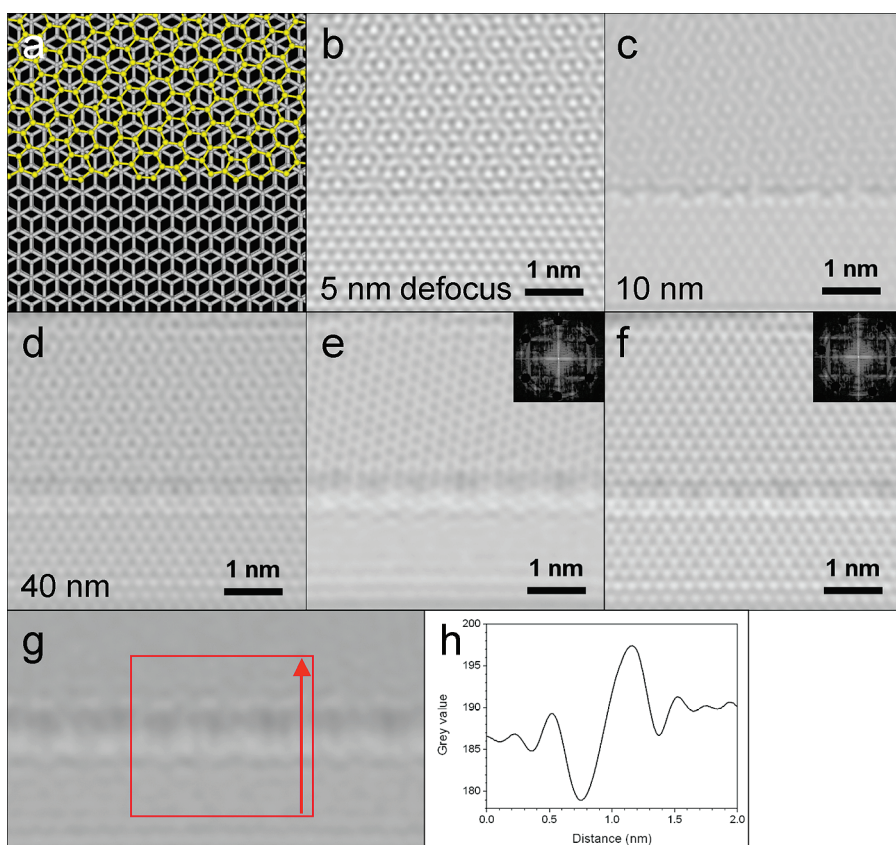 a
b
c
5 nm defocus
1 nm
10 nm
1 nm
d
e
f
40 nm
1 nm
1 nm
1 nm
g
h
200
195
190
185
180
Grey value
0.0
0.5
1.0
1.5
2.0
Distance (nm)